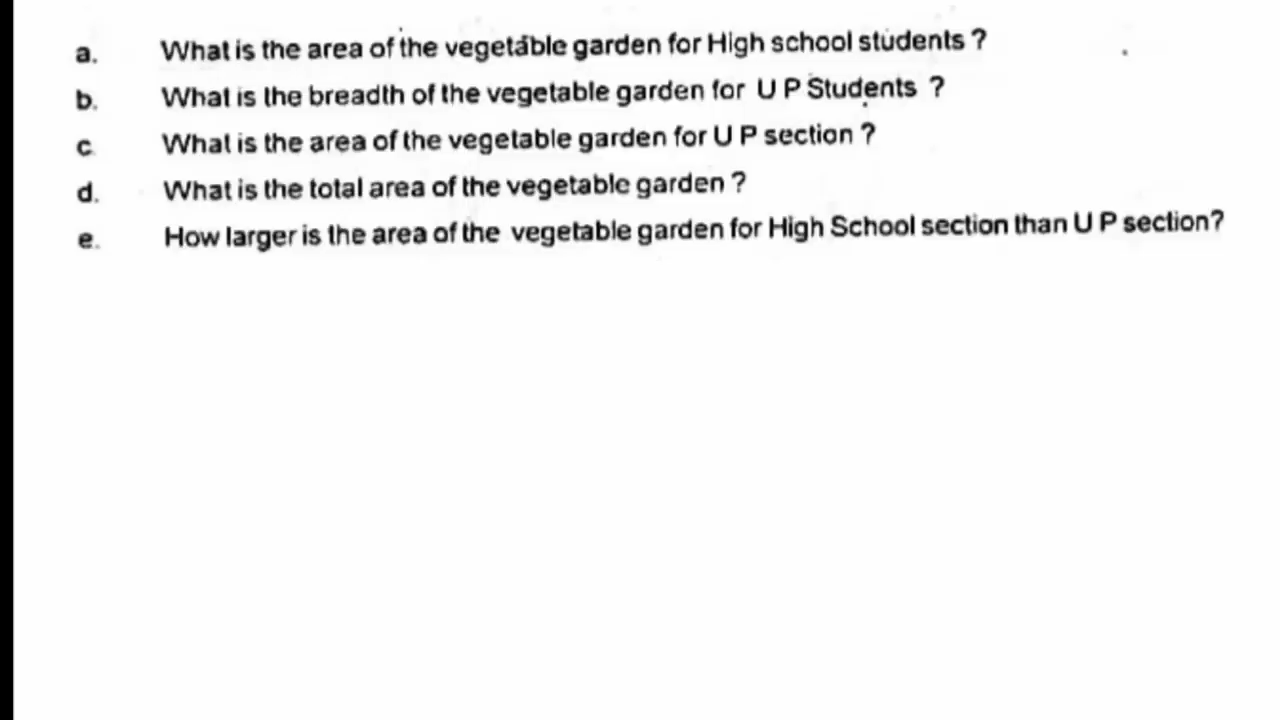 a. What is the area of the vegetable garden for High school students ?
b. What is the breadth of the vegetable garden for U P Students ?
c. What is the area of the vegetable garden for U P section ?
d. What is the total area of the vegetable garden ?
e. How larger is the area of the vegetable garden for High School section than U P section?